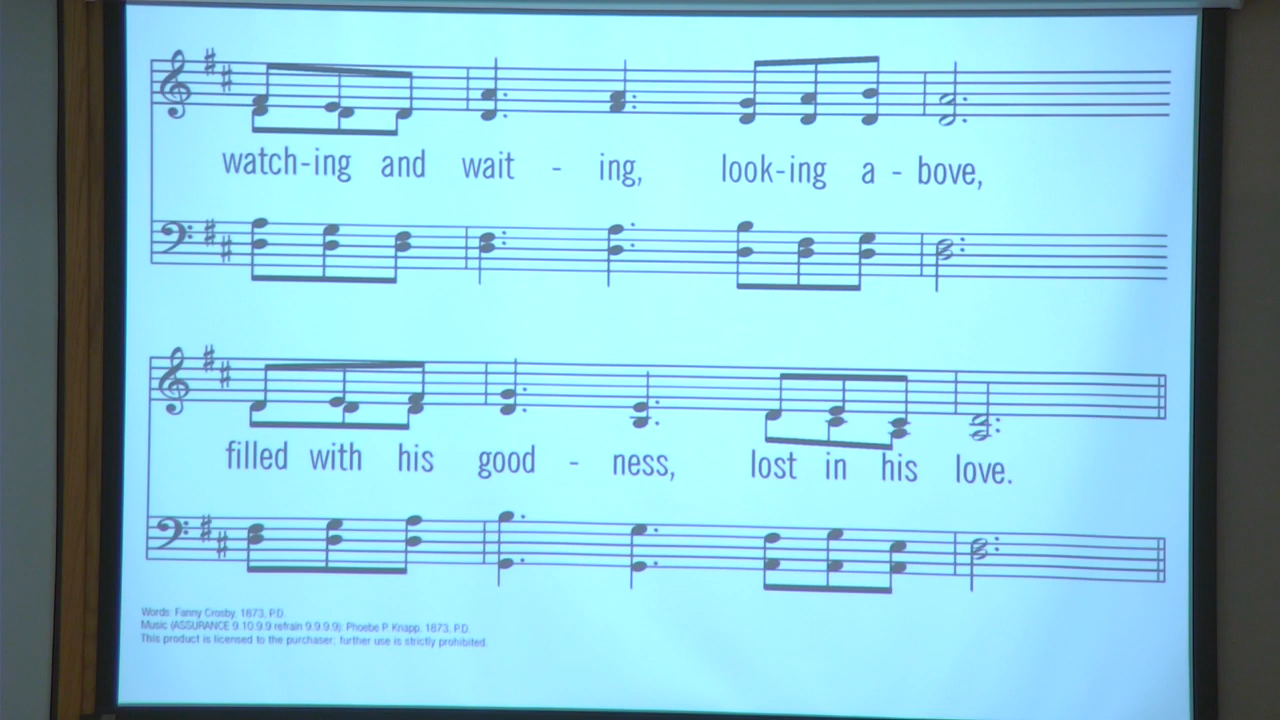 watch-ing and wait - ing, look-ing a - bove,
filled with his good - ness, lost in his love.
Words: Fanny Crosby, 1873, P.D.
Music (ASSURANCE 9.10.9.9 refrain 9.9.9.9): Phoebe P. Knapp, 1873, P.D.
This product is licensed to the purchaser; further use is strictly prohibited.